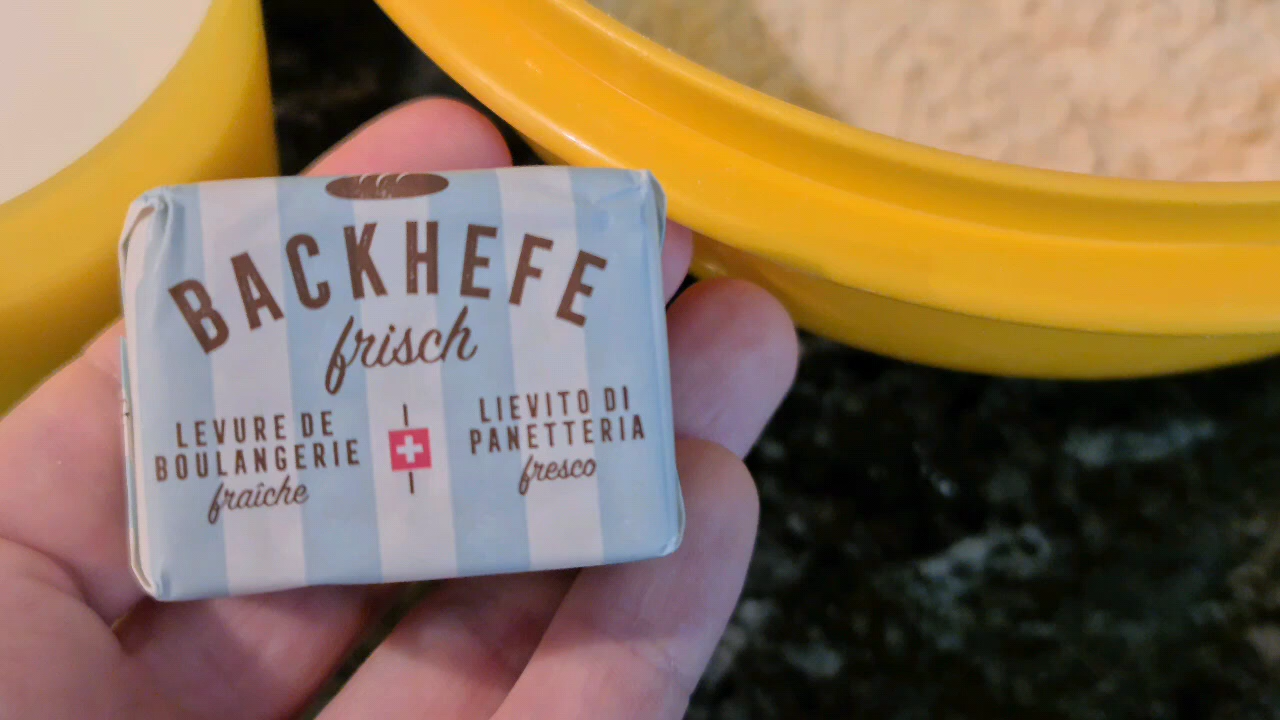 BACKHEFE
frisch
LEVURE DE
BOULANGERIE
fraîche
LIEVITO DI
PANETTERIA
fresco